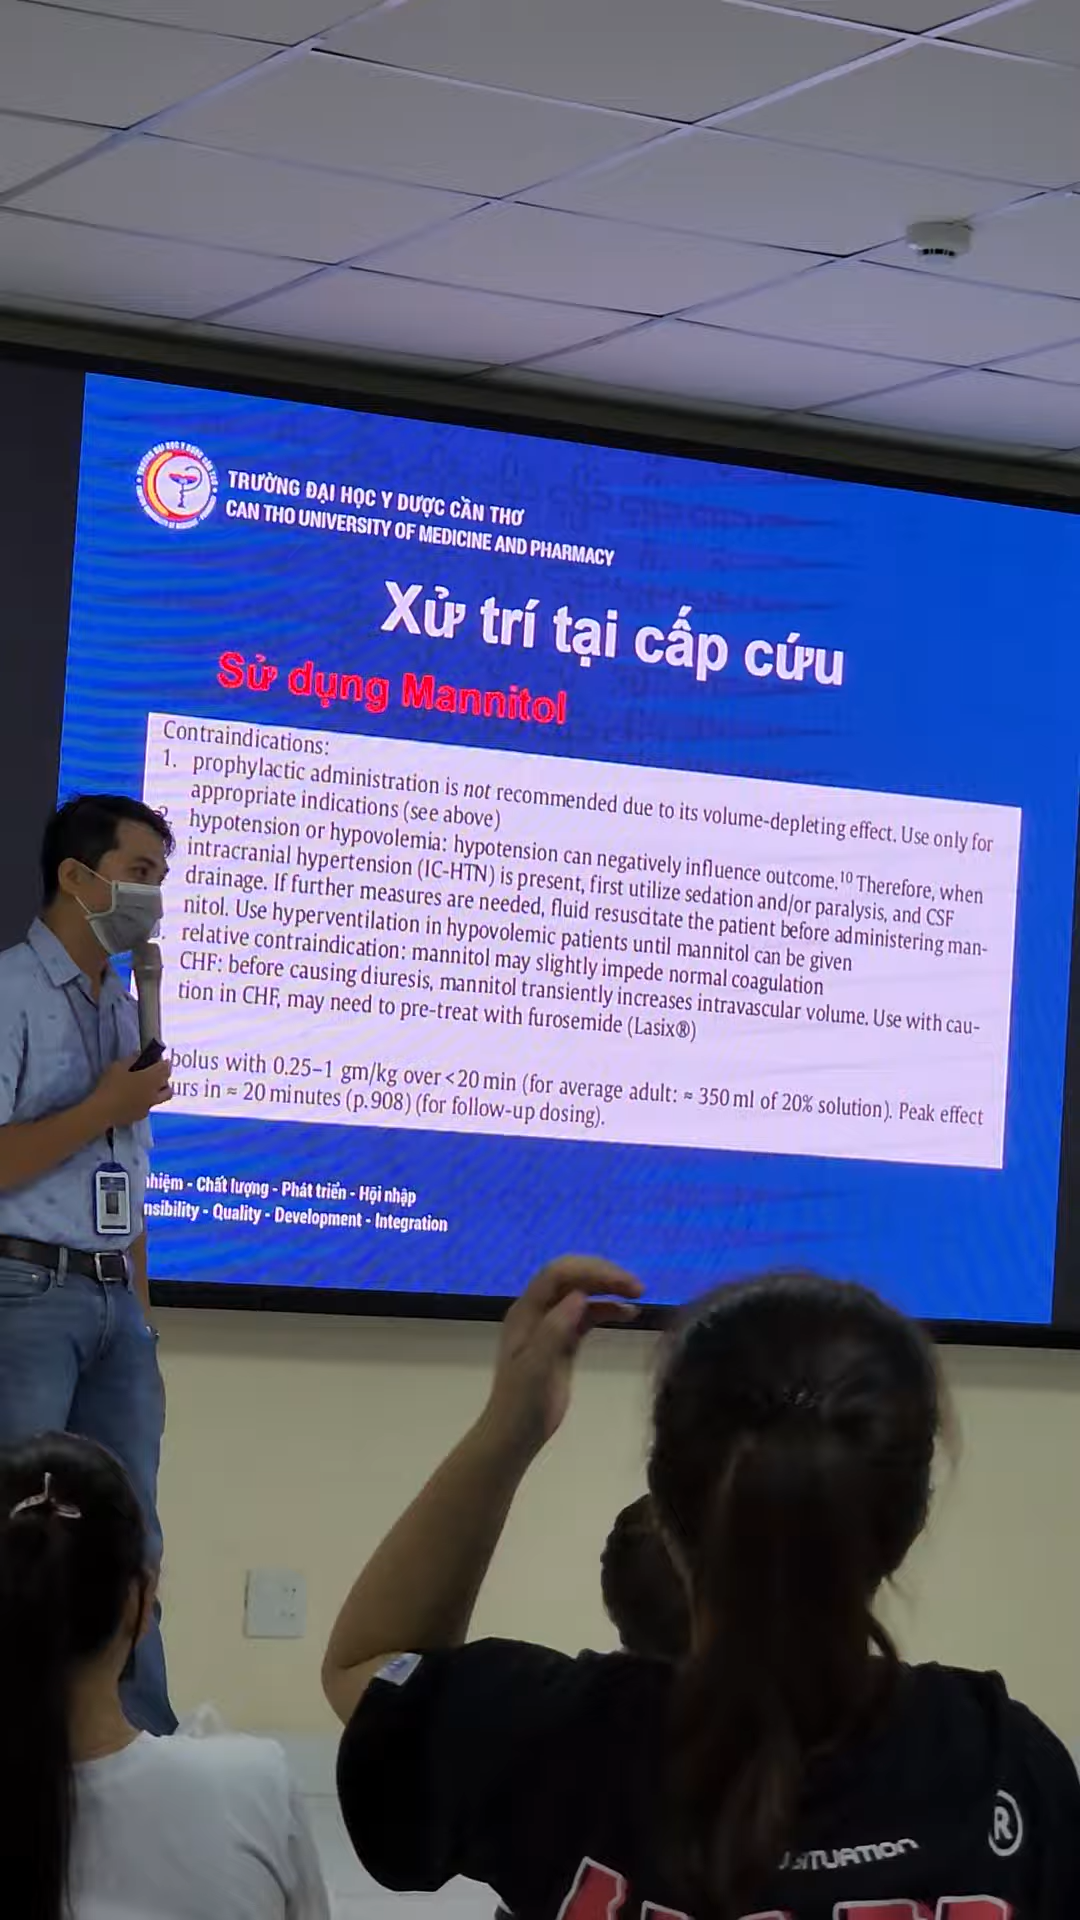 TRƯỜNG ĐẠI HỌC Y DƯỢC CẦN THƠ
CAN THO UNIVERSITY OF MEDICINE AND PHARMACY
Xử trí tại cấp cứu
Sử dụng Mannitol
Contraindications:
1. prophylactic administration is not recommended due to its volume-depleting effect. Use only for
appropriate indications (see above)
hypotension or hypovolemia: hypotension can negatively influence outcome.10 Therefore, when
intracranial hypertension (IC-HTN) is present, first utilize sedation and/or paralysis, and CSF
drainage. If further measures are needed, fluid resuscitate the patient before administering man-
nitol. Use hyperventilation in hypovolemic patients until mannitol can be given
relative contraindication: mannitol may slightly impede normal coagulation
CHF: before causing diuresis, mannitol transiently increases intravascular volume. Use with cau-
tion in CHF, may need to pre-treat with furosemide (Lasix®)
bolus with 0.25–1 gm/kg over <20 min (for average adult: ≈ 350 ml of 20% solution). Peak effect
urs in ≈ 20 minutes (p.908) (for follow-up dosing).
nhiệm - Chất lượng - Phát triển - Hội nhập
nsibility - Quality - Development - Integration
R